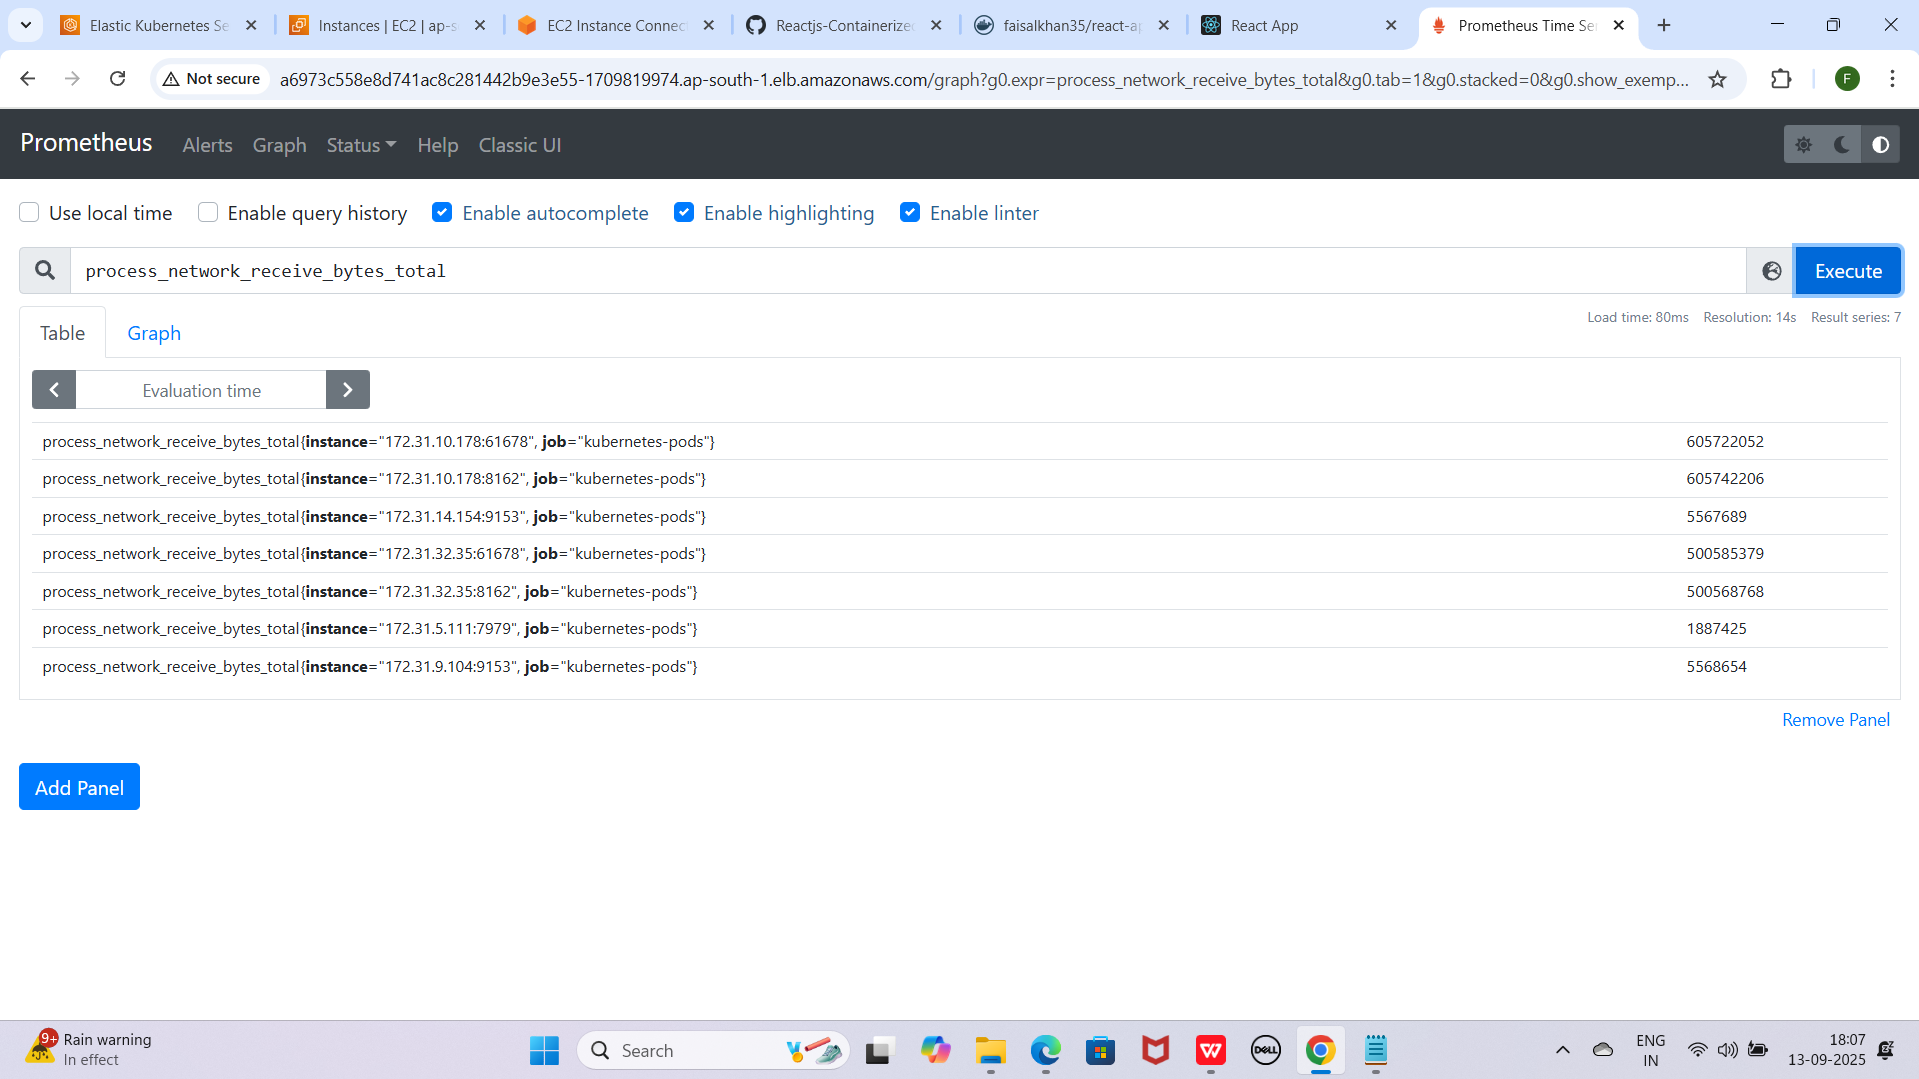 Elastic Kubernetes Se
Instances | EC2 | ap-s
EC2 Instance Connect
Reactjs-Containerized
faisalkhan35/react-ap
React App
Prometheus Time Ser
Not secure
a6973c558e8d741ac8c281442b9e3e55-1709819974.ap-south-1.elb.amazonaws.com/graph?g0.expr=process_network_receive_bytes_total&g0.tab=1&g0.stacked=0&g0.show_exemp...
F
Prometheus Alerts Graph Status Help Classic UI
Use local time Enable query history Enable autocomplete Enable highlighting Enable linter
process_network_receive_bytes_total
Execute
Table Graph
Load time: 80ms Resolution: 14s Result series: 7
Evaluation time
process_network_receive_bytes_total{instance="172.31.10.178:61678", job="kubernetes-pods"} 605722052
process_network_receive_bytes_total{instance="172.31.10.178:8162", job="kubernetes-pods"} 605742206
process_network_receive_bytes_total{instance="172.31.14.154:9153", job="kubernetes-pods"} 5567689
process_network_receive_bytes_total{instance="172.31.32.35:61678", job="kubernetes-pods"} 500585379
process_network_receive_bytes_total{instance="172.31.32.35:8162", job="kubernetes-pods"} 500568768
process_network_receive_bytes_total{instance="172.31.5.111:7979", job="kubernetes-pods"} 1887425
process_network_receive_bytes_total{instance="172.31.9.104:9153", job="kubernetes-pods"} 5568654
Remove Panel
Add Panel
9+
Rain warning
In effect
Search
W
DELL
ENG
IN
18:07
13-09-2025